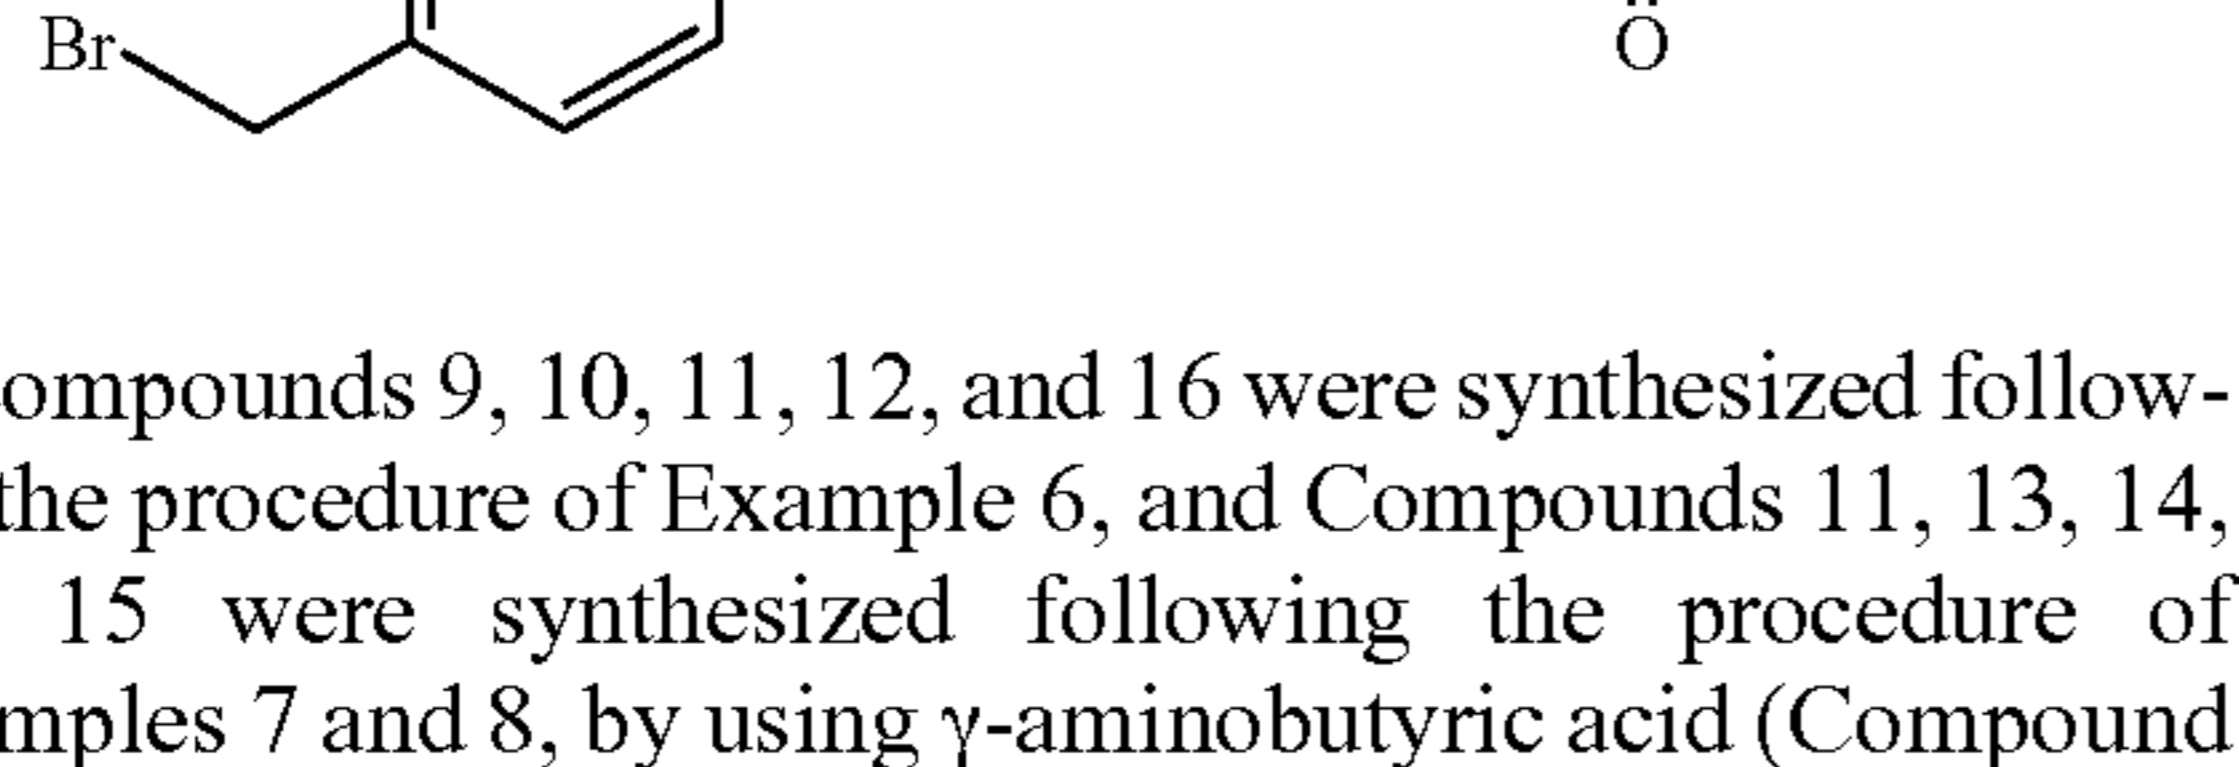 Br
O
ompounds 9, 10, 11, 12, and 16 were synthesized follow-
the procedure of Example 6, and Compounds 11, 13, 14,
15 were synthesized following the procedure of
mples 7 and 8, by using γ-aminobutyric acid (Compound